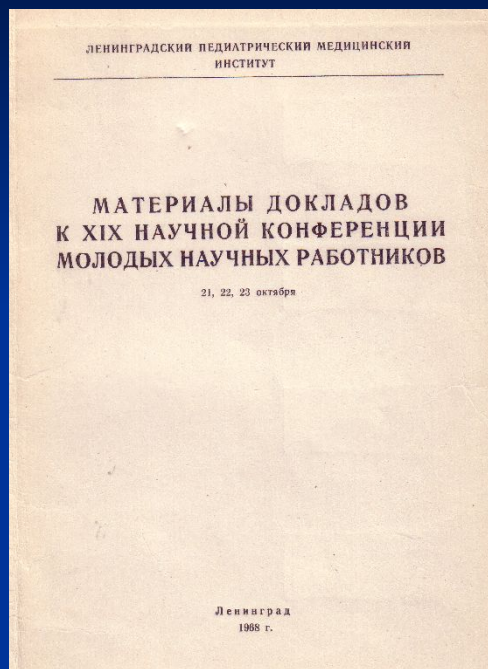 ЛЕНИНГРАДСКИЙ ПЕДИАТРИЧЕСКИЙ МЕДИЦИНСКИЙ
ИНСТИТУТ
МАТЕРИАЛЫ ДОКЛАДОВ
К XIX НАУЧНОЙ КОНФЕРЕНЦИИ
МОЛОДЫХ НАУЧНЫХ РАБОТНИКОВ
21, 22, 23 октября
Ленинград
1968 г.